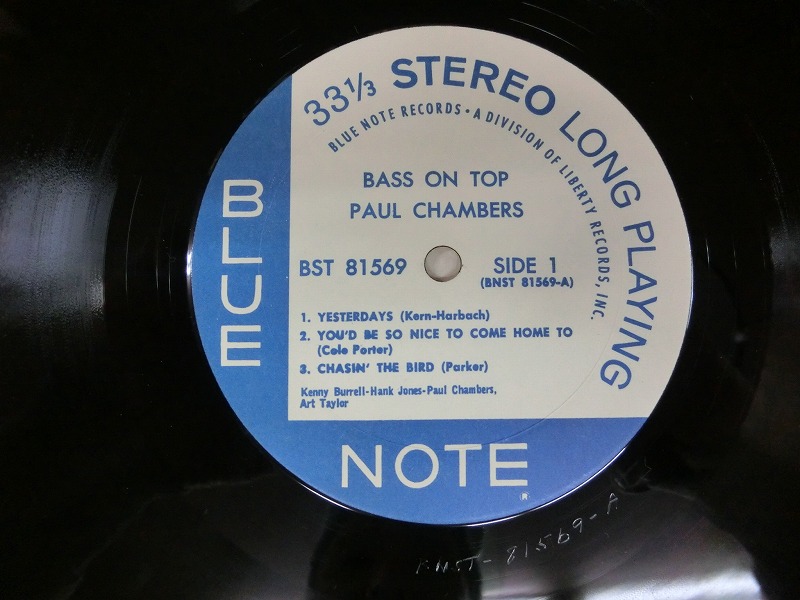 33⅓ STEREO LONG PLAYING
BLUE NOTE RECORDS • A DIVISION OF LIBERTY RECORDS, INC.
BASS ON TOP
PAUL CHAMBERS
BST 81569
SIDE 1
(BNST 81569-A)
1. YESTERDAYS (Kern-Harbach)
2. YOU'D BE SO NICE TO COME HOME TO
(Cole Porter)
3. CHASIN' THE BIRD (Parker)
Kenny Burrell-Hank Jones-Paul Chambers,
Art Taylor
BLUE
NOTE
®
BNST-81569-A